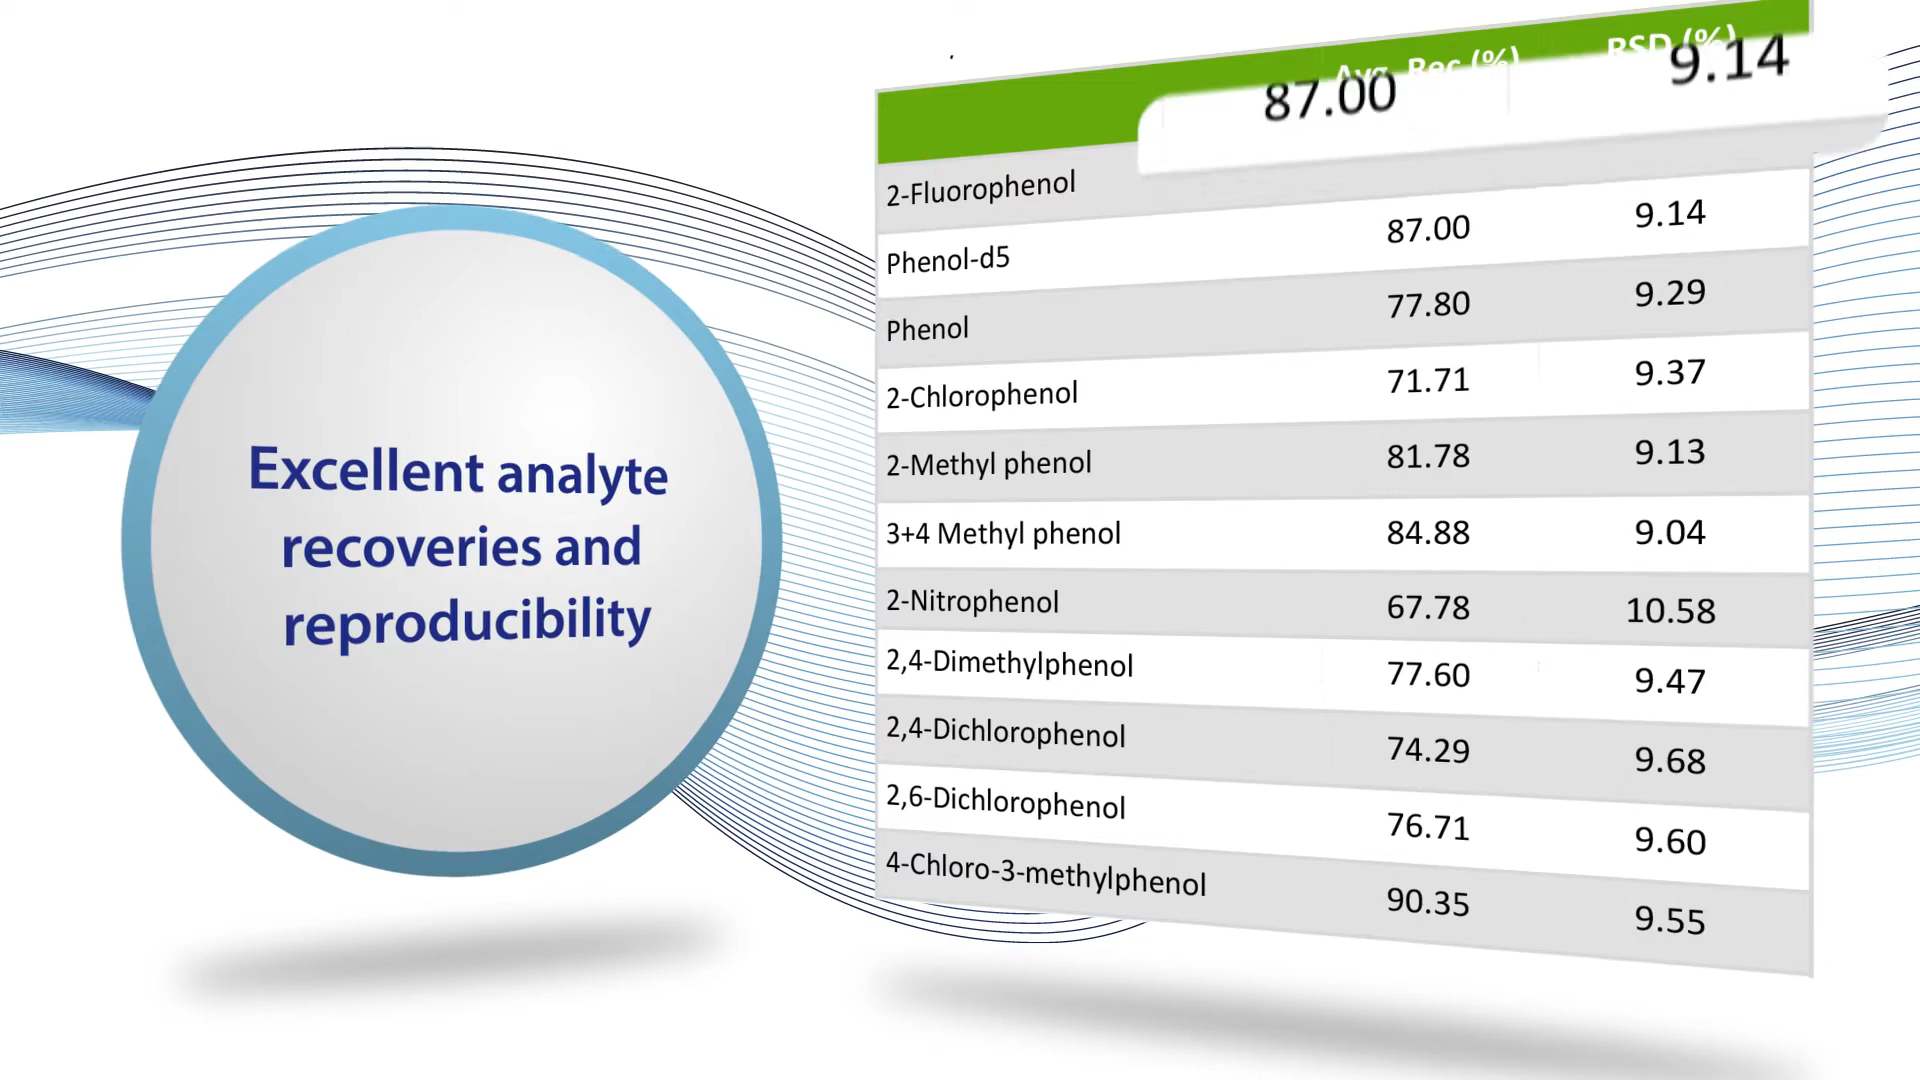 Excellent analyte
recoveries and
reproducibility
Avg. Rec (%) RSD (%)
87.00 9.14
2-Fluorophenol
Phenol-d5 87.00 9.14
Phenol 77.80 9.29
2-Chlorophenol 71.71 9.37
2-Methyl phenol 81.78 9.13
3+4 Methyl phenol 84.88 9.04
2-Nitrophenol 67.78 10.58
2,4-Dimethylphenol 77.60 9.47
2,4-Dichlorophenol 74.29 9.68
2,6-Dichlorophenol 76.71 9.60
4-Chloro-3-methylphenol 90.35 9.55